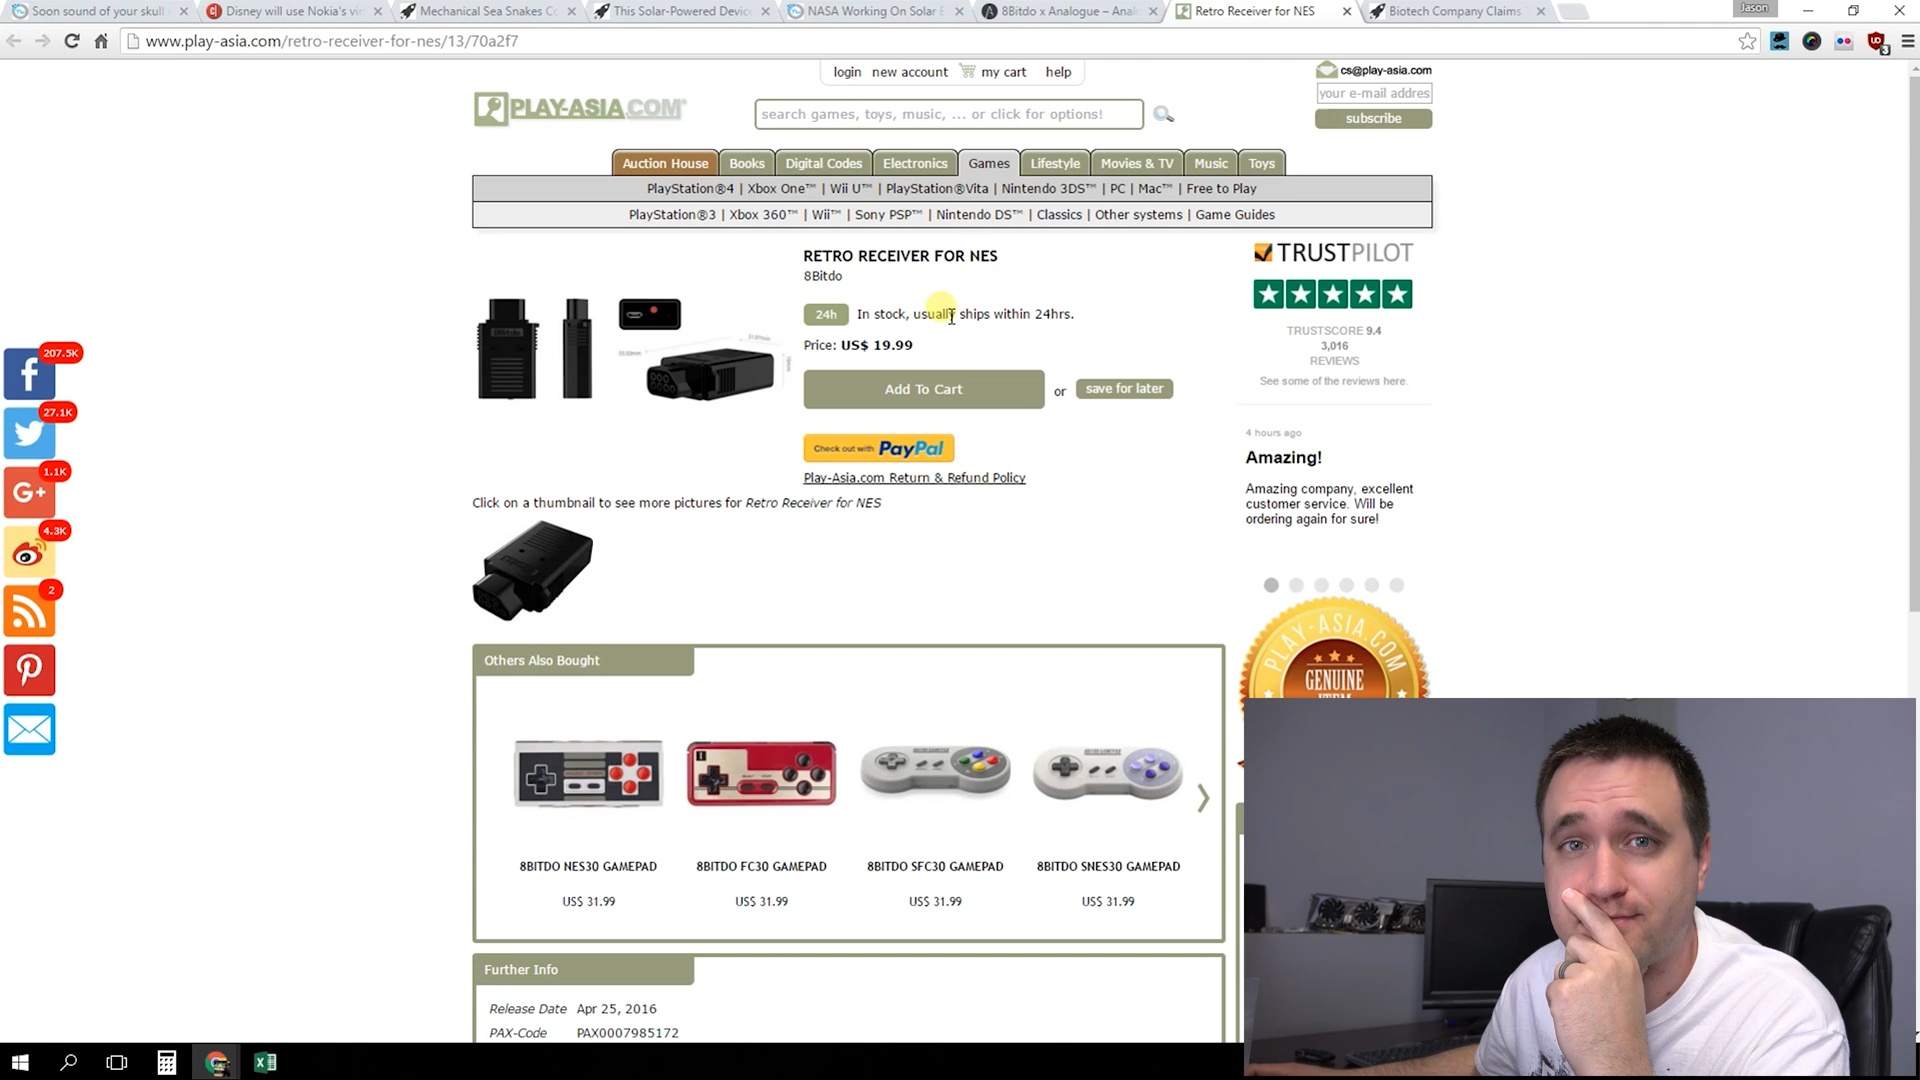 Soon sound of your skull
Disney will use Nokia's vir
Mechanical Sea Snakes Co
This Solar-Powered Device
NASA Working On Solar E
8Bitdo x Analogue – Anal
Retro Receiver for NES
Biotech Company Claims
Jason
www.play-asia.com/retro-receiver-for-nes/13/70a2f7
3
login new account my cart help
cs@play-asia.com
your e-mail addres
subscribe
PLAY-ASIA.COM
search games, toys, music, ... or click for options!
Auction House Books Digital Codes Electronics Games Lifestyle Movies & TV Music Toys
PlayStation®4 | Xbox One™ | Wii U™ | PlayStation®Vita | Nintendo 3DS™ | PC | Mac™ | Free to Play
PlayStation®3 | Xbox 360™ | Wii™ | Sony PSP™ | Nintendo DS™ | Classics | Other systems | Game Guides
RETRO RECEIVER FOR NES
8Bitdo
24h In stock, usually ships within 24hrs.
Price: US$ 19.99
Add To Cart or save for later
Check out with PayPal
Play-Asia.com Return & Refund Policy
Click on a thumbnail to see more pictures for Retro Receiver for NES
TRUSTPILOT
TRUSTSCORE 9.4
3,016
REVIEWS
See some of the reviews here.
4 hours ago
Amazing!
Amazing company, excellent
customer service. Will be
ordering again for sure!
207.5K
27.1K
1.1K
G+
4.3K
2
PLAY-ASIA.COM
GENUINE
Others Also Bought
8BITDO NES30 GAMEPAD
US$ 31.99
8BITDO FC30 GAMEPAD
US$ 31.99
8BITDO SFC30 GAMEPAD
US$ 31.99
8BITDO SNES30 GAMEPAD
US$ 31.99
Further Info
Release Date Apr 25, 2016
PAX-Code PAX0007985172